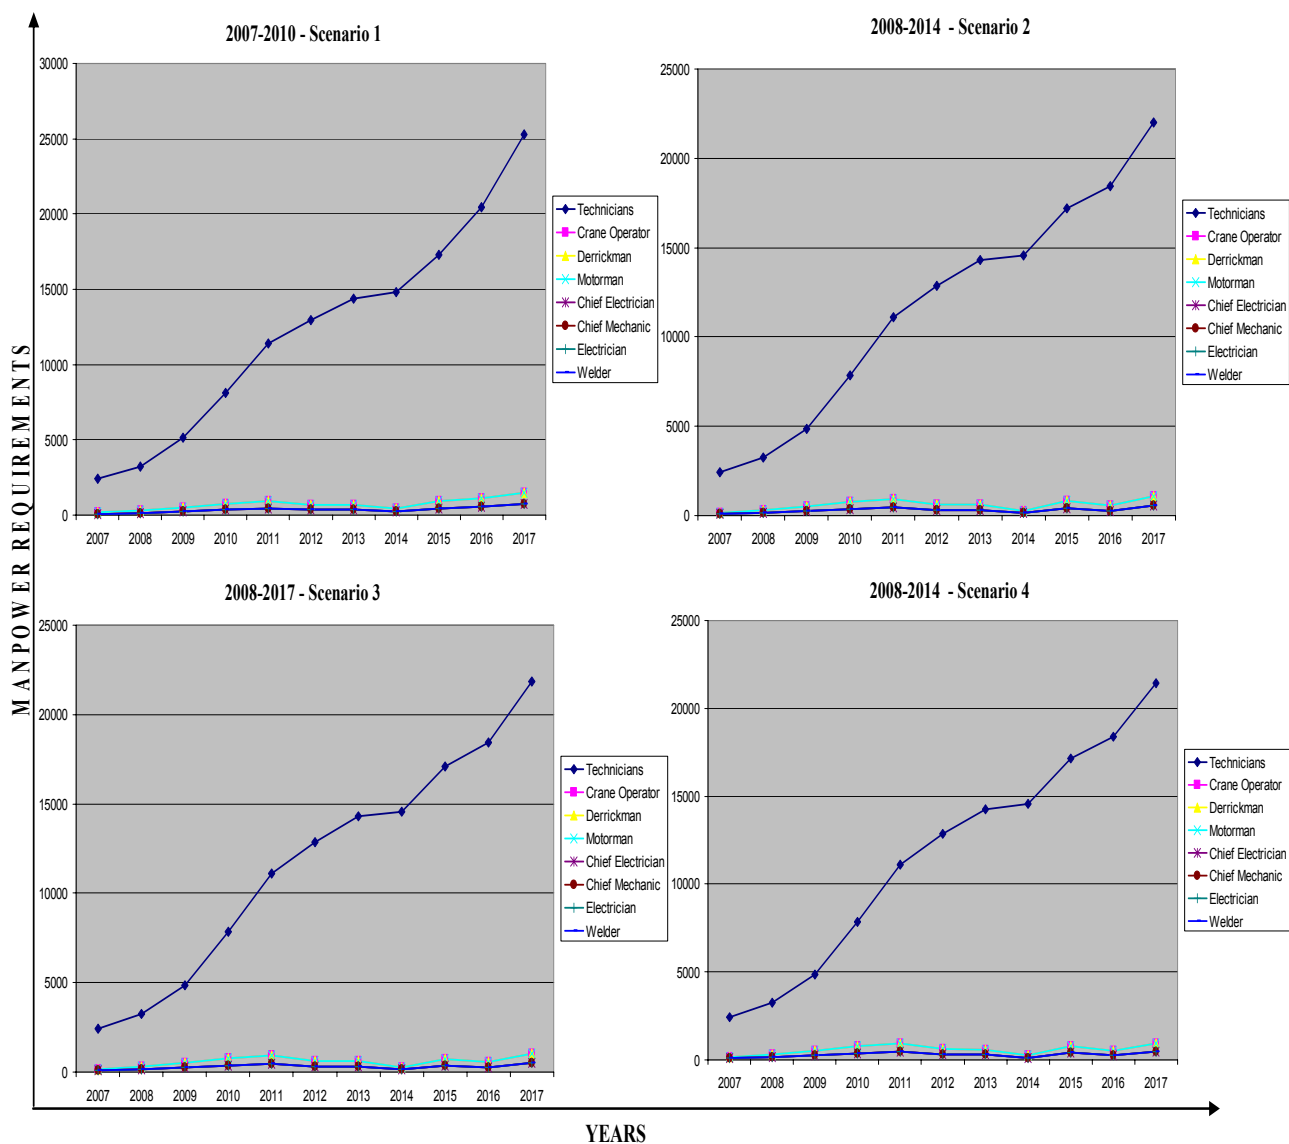 2007-2010 - Scenario 1
30000
25000
20000
15000
10000
5000
0
2007 2008 2009 2010 2011 2012 2013 2014 2015 2016 2017
Technicians
Crane Operator
Derrickman
Motorman
Chief Electrician
Chief Mechanic
Electrician
Welder
2008-2014 - Scenario 2
25000
20000
15000
10000
5000
0
2007 2008 2009 2010 2011 2012 2013 2014 2015 2016 2017
Technicians
Crane Operator
Derrickman
Motorman
Chief Electrician
Chief Mechanic
Electrician
Welder
MANPOWER REQUIREMENTS
2008-2017 - Scenario 3
25000
20000
15000
10000
5000
0
2007 2008 2009 2010 2011 2012 2013 2014 2015 2016 2017
Technicians
Crane Operator
Derrickman
Motorman
Chief Electrician
Chief Mechanic
Electrician
Welder
2008-2014 - Scenario 4
25000
20000
15000
10000
5000
0
2007 2008 2009 2010 2011 2012 2013 2014 2015 2016 2017
Technicians
Crane Operator
Derrickman
Motorman
Chief Electrician
Chief Mechanic
Electrician
Welder
YEARS